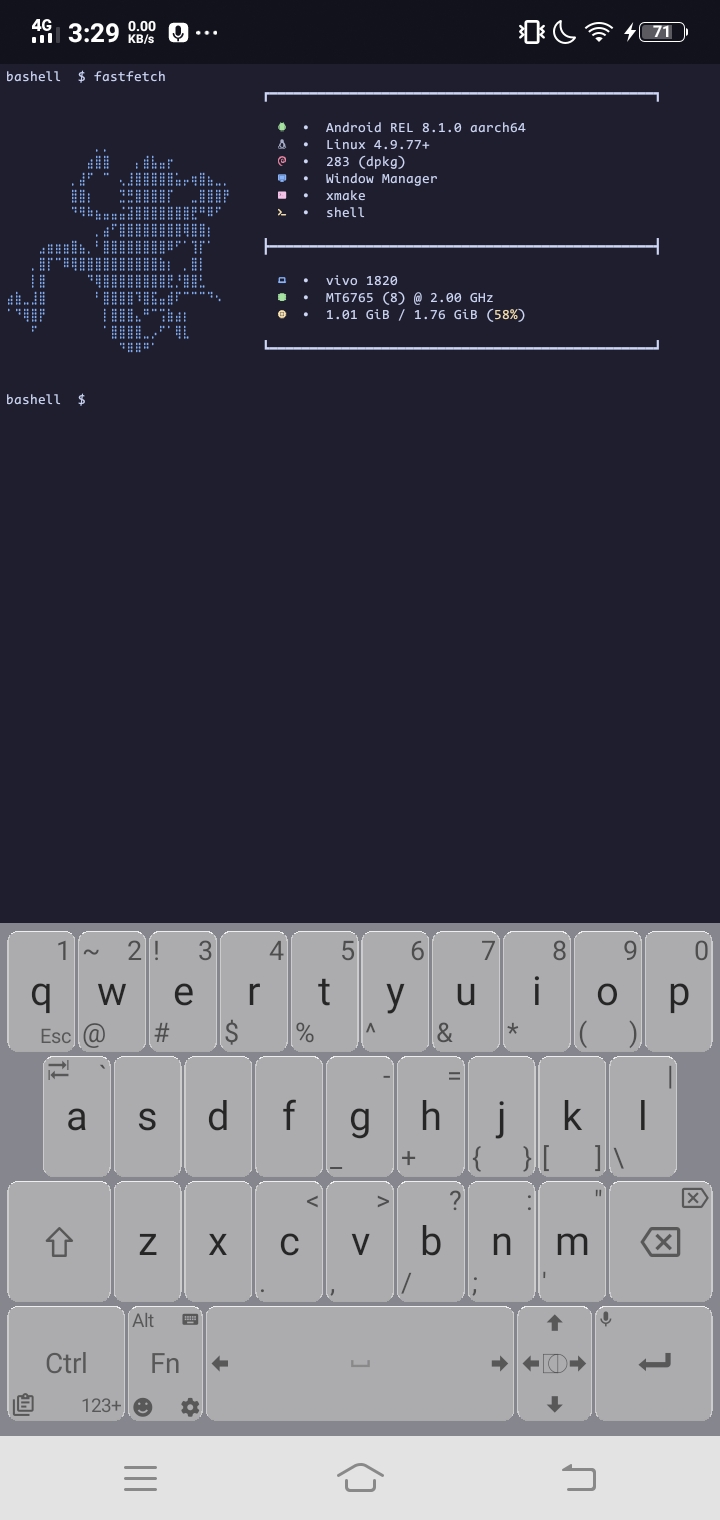 4G 3:29 0.00 KB/s 71
bashell $ fastfetch
• Android REL 8.1.0 aarch64
• Linux 4.9.77+
• 283 (dpkg)
• Window Manager
• xmake
• shell
• vivo 1820
• MT6765 (8) @ 2.00 GHz
• 1.01 GiB / 1.76 GiB (58%)
bashell $
1 ~ 2 ! 3 4 5 6 7 8 9 0
q w e r t y u i o p
Esc @ # $ % ^ & * ( )
` - = |
a s d f g h j k l
_ + { } [ ] \
< > ? : "
z x c v b n m
. , / ; '
Alt
Ctrl Fn
123+